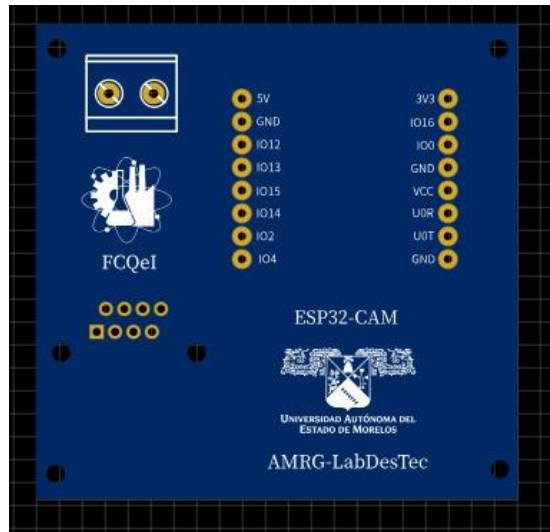 5V
GND
IO12
IO13
IO15
IO14
IO2
IO4
3V3
IO16
IO0
GND
VCC
U0R
U0T
GND
FCQeI
ESP32-CAM
UNIVERSIDAD AUTÓNOMA DEL
ESTADO DE MORELOS
AMRG-LabDesTec